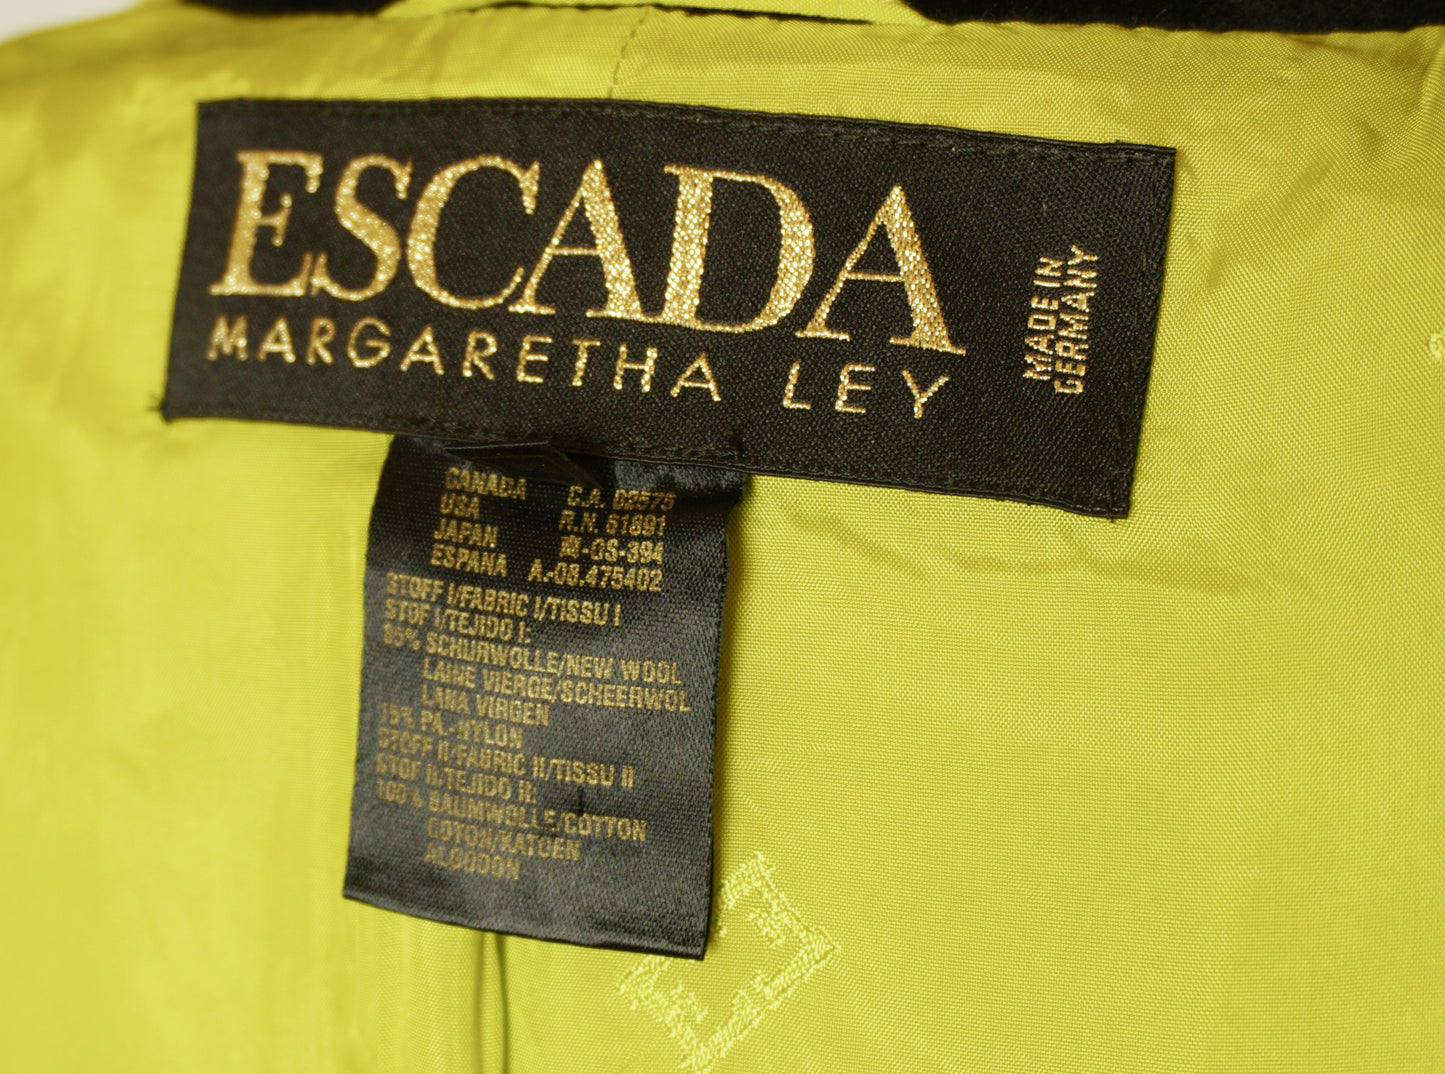 ESCADA
MARGARETHA LEY
MADE IN
GERMANY
CANADA C.A. 02575
USA R.N. 61891
JAPAN M-OS-394
ESPANA A.-08.475402
STOFF I/FABRIC I/TISSU I
STOF I/TEJIDO I:
85% SCHURWOLLE/NEW WOOL
LAINE VIERGE/SCHEERWOL
LANA VIRGEN
15% PA.-NYLON
STOFF II/FABRIC II/TISSU II
STOF II/TEJIDO II:
100% BAUMWOLLE/COTTON
COTON/KATOEN
ALGODON